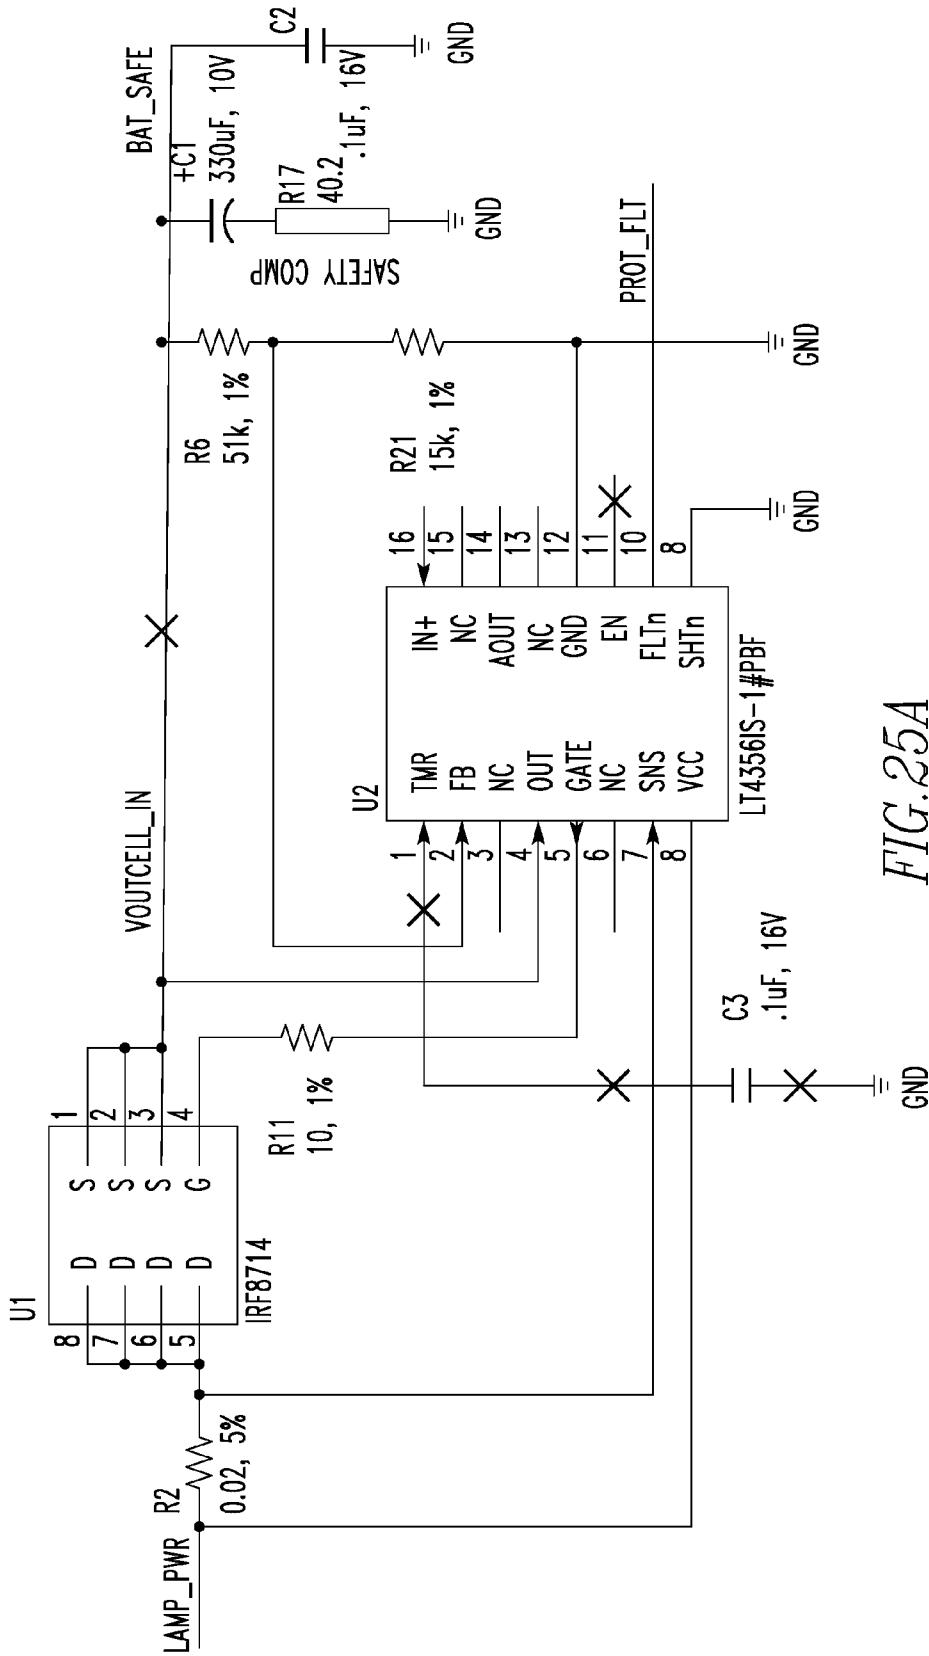 LAMP_PWR
R2
0.02, 5%
U1
8
7
6
5
D
D
D
D
S
S
S
G
1
2
3
4
IRF8714
R11
10, 1%
VOUTCELL_IN
BAT_SAFE
+C1
330uF, 10V
C2
.1uF, 16V
GND
R17
40.2
GND
SAFETY COMP
R6
51k, 1%
R21
15k, 1%
GND
PROT_FLT
U2
1
2
3
4
5
6
7
8
TMR
FB
NC
OUT
GATE
NC
SNS
VCC
IN+
NC
AOUT
NC
GND
EN
FLTn
SHTn
16
15
14
13
12
11
10
8
GND
LT4356IS-1#PBF
C3
.1uF, 16V
GND
FIG.25A